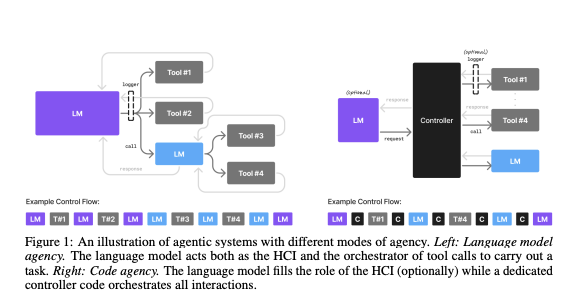 logger
Tool #1
LM
Tool #2
call
LM
Tool #3
response
Tool #4
Example Control Flow:
LM T#1 LM T#2 LM LM T#3 LM T#4 LM LM
(optional)
logger
(optional)
Tool #1
response
LM
Controller
response
Tool #4
request
call
LM
Example Control Flow:
LM C T#1 C LM C T#4 C LM C LM
Figure 1: An illustration of agentic systems with different modes of agency. Left: Language model
agency. The language model acts both as the HCI and the orchestrator of tool calls to carry out a
task. Right: Code agency. The language model fills the role of the HCI (optionally) while a dedicated
controller code orchestrates all interactions.